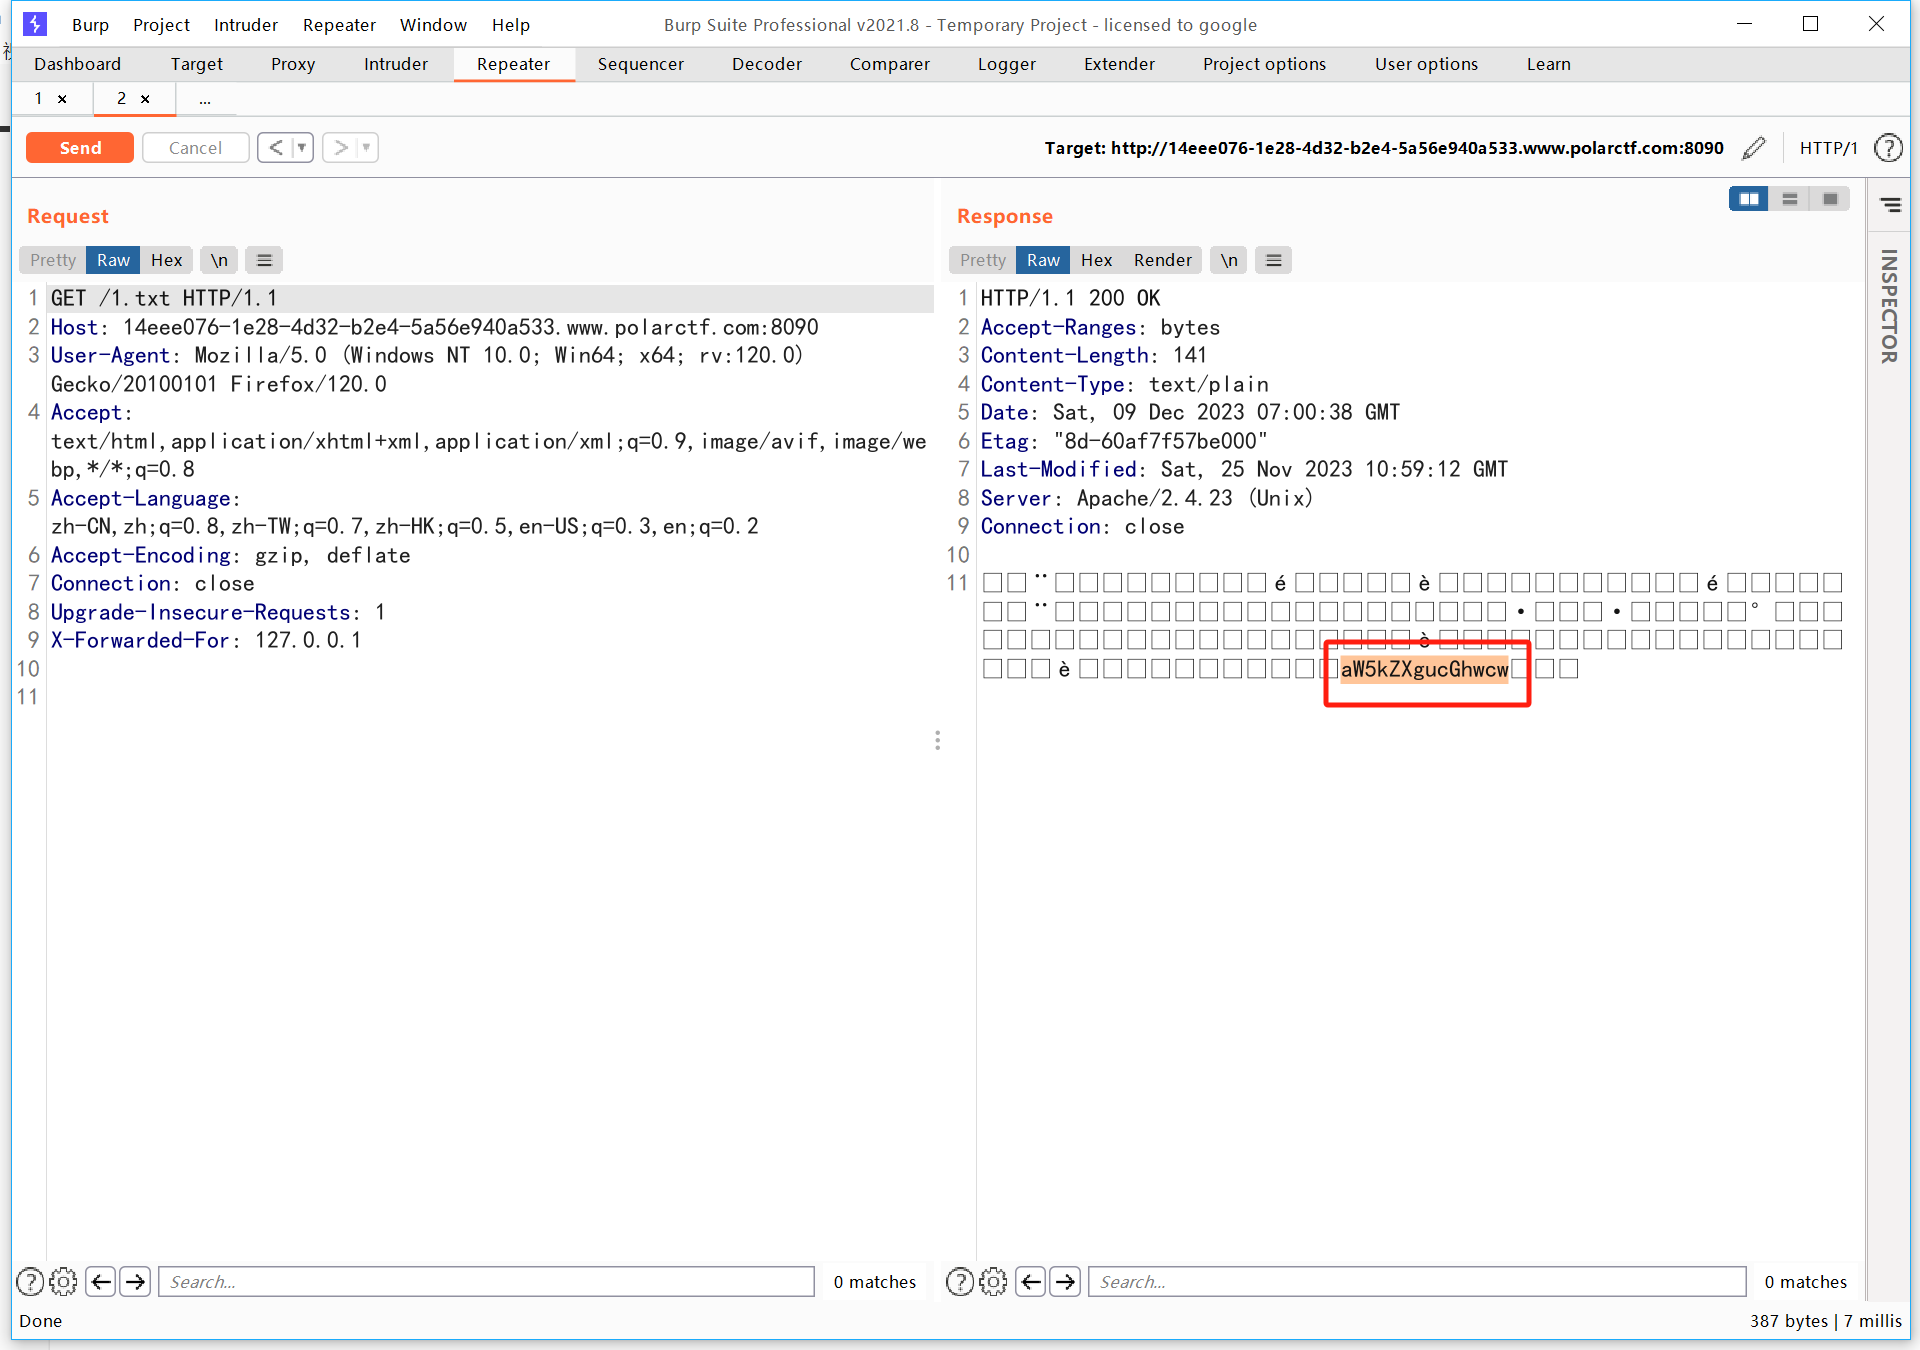 Burp Project Intruder Repeater Window Help Burp Suite Professional v2021.8 - Temporary Project - licensed to google
Dashboard Target Proxy Intruder Repeater Sequencer Decoder Comparer Logger Extender Project options User options Learn
1 × 2 × ...
Send Cancel < > Target: http://14eee076-1e28-4d32-b2e4-5a56e940a533.www.polarctf.com:8090 HTTP/1 ?
Request
Pretty Raw Hex \n
1 GET /1.txt HTTP/1.1
2 Host: 14eee076-1e28-4d32-b2e4-5a56e940a533.www.polarctf.com:8090
3 User-Agent: Mozilla/5.0 (Windows NT 10.0; Win64; x64; rv:120.0)
Gecko/20100101 Firefox/120.0
4 Accept:
text/html,application/xhtml+xml,application/xml;q=0.9,image/avif,image/we
bp,*/*;q=0.8
5 Accept-Language:
zh-CN,zh;q=0.8,zh-TW;q=0.7,zh-HK;q=0.5,en-US;q=0.3,en;q=0.2
6 Accept-Encoding: gzip, deflate
7 Connection: close
8 Upgrade-Insecure-Requests: 1
9 X-Forwarded-For: 127.0.0.1
10
11
Response
Pretty Raw Hex Render \n
1 HTTP/1.1 200 OK
2 Accept-Ranges: bytes
3 Content-Length: 141
4 Content-Type: text/plain
5 Date: Sat, 09 Dec 2023 07:00:38 GMT
6 Etag: "8d-60af7f57be000"
7 Last-Modified: Sat, 25 Nov 2023 10:59:12 GMT
8 Server: Apache/2.4.23 (Unix)
9 Connection: close
10
11 ¨ é è é
¨ • • °
è
è aW5kZXgucGhwcw
INSPECTOR
? Search... 0 matches
? Search... 0 matches
Done
387 bytes | 7 millis